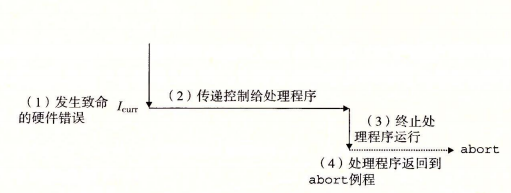 （1）发生致命
的硬件错误
Icurr
（2）传递控制给处理程序
（3）终止处
理程序运行
abort
（4）处理程序返回到
abort例程